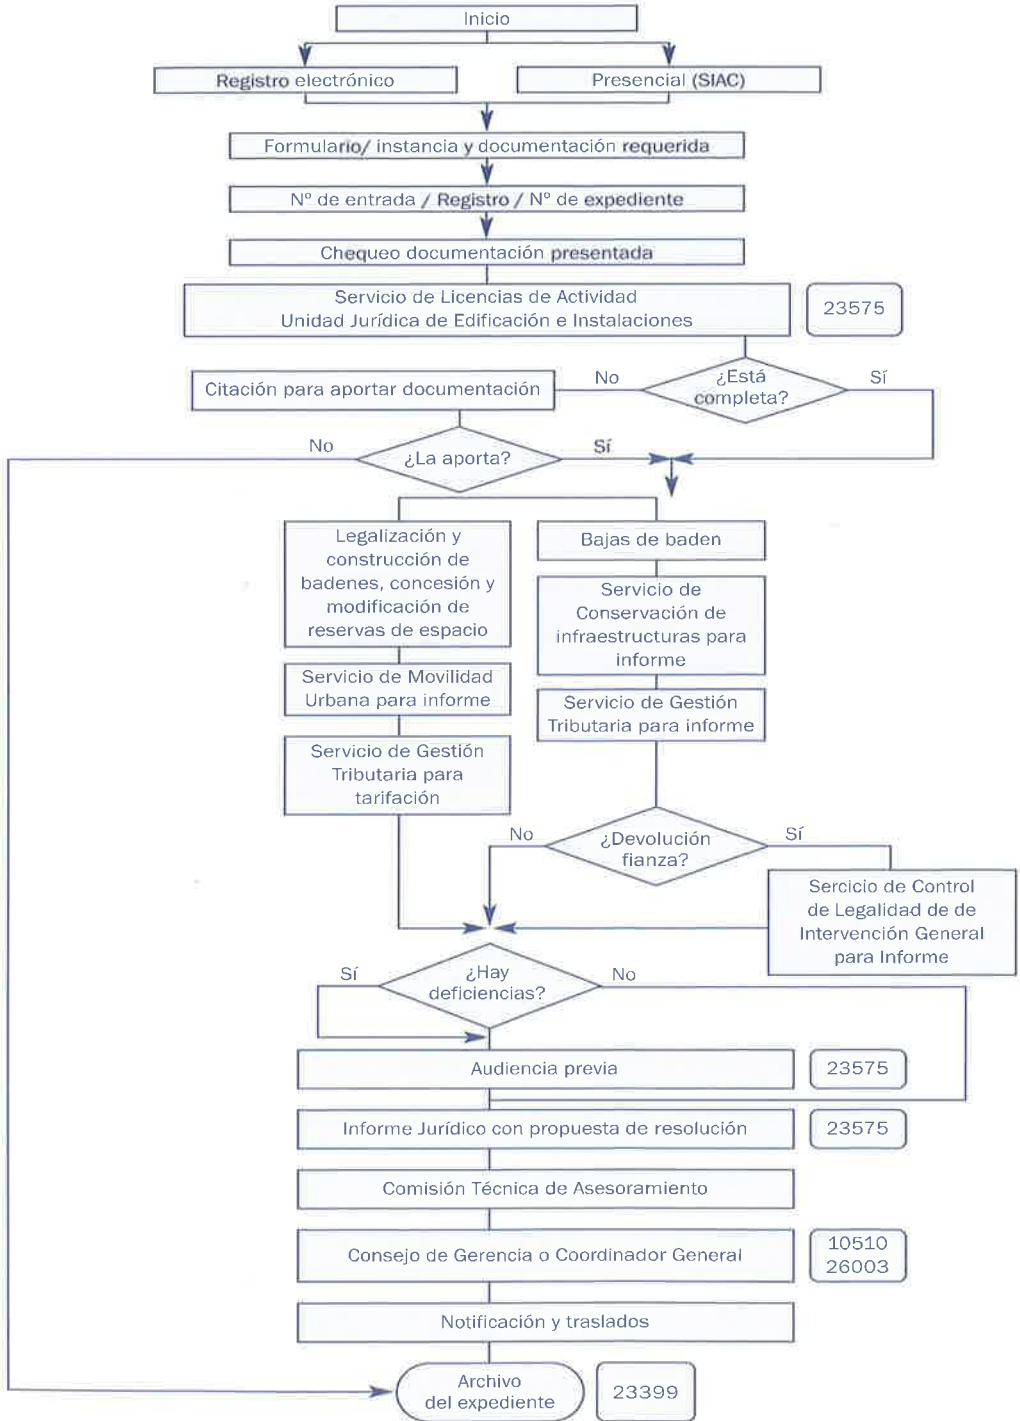 Inicio
Registro electrónico
Presencial (SIAC)
Formulario/ instancia y documentación requerida
Nº de entrada / Registro / Nº de expediente
Chequeo documentación presentada
Servicio de Licencias de Actividad
Unidad Jurídica de Edificación e Instalaciones
23575
¿Está
completa?
No
Sí
Citación para aportar documentación
¿La aporta?
No
Sí
Legalización y
construcción de
badenes, concesión y
modificación de
reservas de espacio
Servicio de Movilidad
Urbana para informe
Servicio de Gestión
Tributaria para
tarifación
Bajas de baden
Servicio de
Conservación de
infraestructuras para
informe
Servicio de Gestión
Tributaria para informe
¿Devolución
fianza?
No
Sí
Sercicio de Control
de Legalidad de de
Intervención General
para Informe
¿Hay
deficiencias?
Sí
No
Audiencia previa
23575
Informe Jurídico con propuesta de resolución
23575
Comisión Técnica de Asesoramiento
Consejo de Gerencia o Coordinador General
10510
26003
Notificación y traslados
Archivo
del expediente
23399